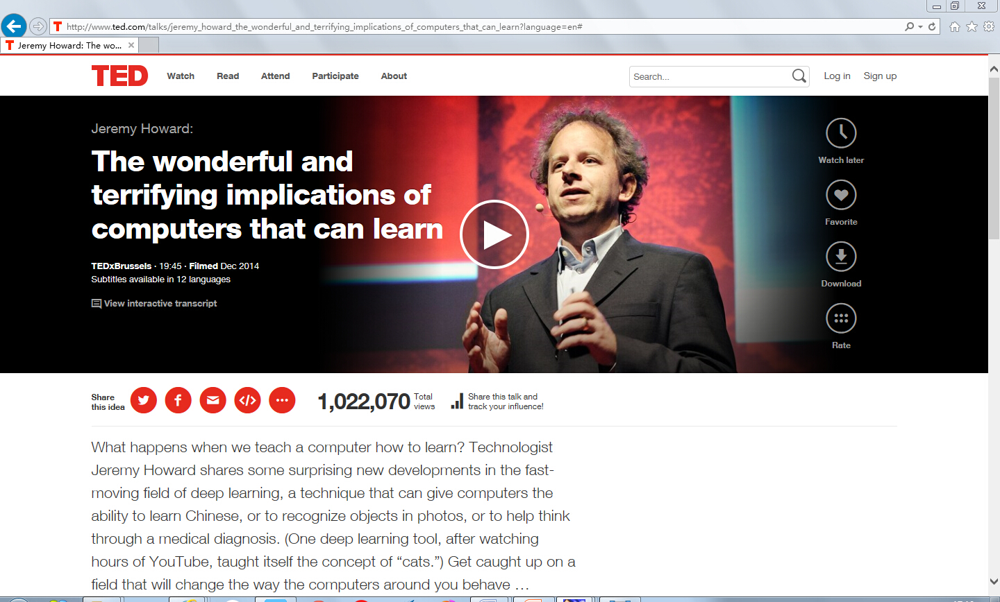 http://www.ted.com/talks/jeremy_howard_the_wonderful_and_terrifying_implications_of_computers_that_can_learn?language=en#
Jeremy Howard: The wo...
TED Watch Read Attend Participate About Search... Log in Sign up
Jeremy Howard:
The wonderful and
terrifying implications of
computers that can learn
TEDxBrussels · 19:45 · Filmed Dec 2014
Subtitles available in 12 languages
View interactive transcript
Watch later
Favorite
Download
Rate
Share
this idea
1,022,070 Total
views
Share this talk and
track your influence!
What happens when we teach a computer how to learn? Technologist
Jeremy Howard shares some surprising new developments in the fast-
moving field of deep learning, a technique that can give computers the
ability to learn Chinese, or to recognize objects in photos, or to help think
through a medical diagnosis. (One deep learning tool, after watching
hours of YouTube, taught itself the concept of “cats.”) Get caught up on a
field that will change the way the computers around you behave …